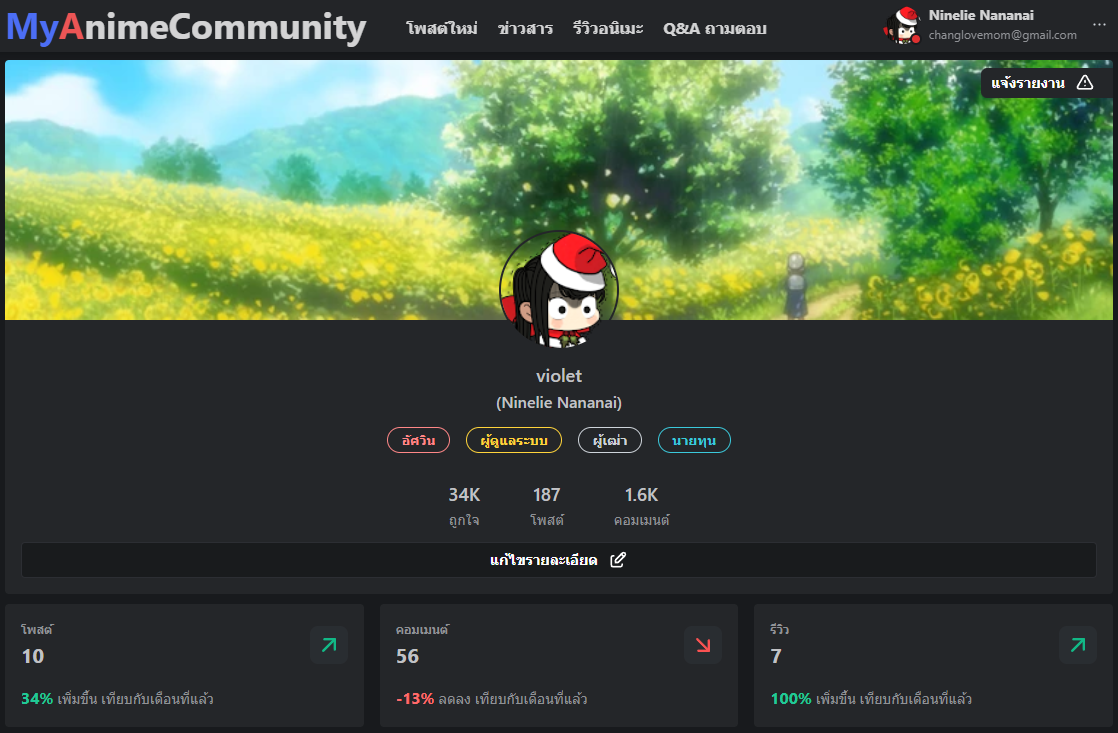 MyAnimeCommunity
โพสต์ใหม่ ข่าวสาร รีวิวอนิเมะ Q&A ถามตอบ
Ninelie Nananai
changlovemom@gmail.com
แจ้งรายงาน
violet
(Ninelie Nananai)
อัศวิน ผู้ดูแลระบบ ผู้เฒ่า นายทุน
34K 187 1.6K
ถูกใจ โพสต์ คอมเมนต์
แก้ไขรายละเอียด
โพสต์
10
34% เพิ่มขึ้น เทียบกับเดือนที่แล้ว
คอมเมนต์
56
-13% ลดลง เทียบกับเดือนที่แล้ว
รีวิว
7
100% เพิ่มขึ้น เทียบกับเดือนที่แล้ว